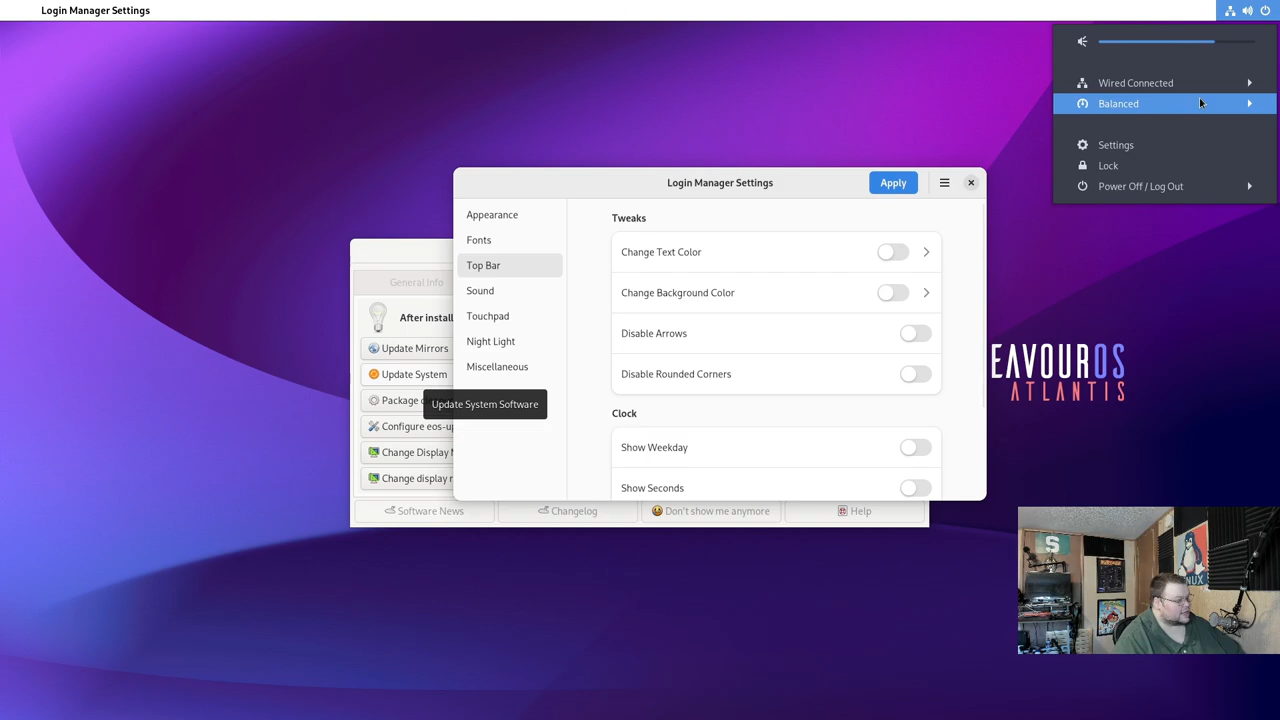 Login Manager Settings
Wired Connected
Balanced
Settings
Lock
Power Off / Log Out
Login Manager Settings
Apply
Appearance
Fonts
Top Bar
Sound
Touchpad
Night Light
Miscellaneous
Tweaks
Change Text Color
Change Background Color
Disable Arrows
Disable Rounded Corners
Clock
Show Weekday
Show Seconds
General Info
After install
Update Mirrors
Update System
Package
Update System Software
Configure eos-up
Change Display M
Change display r
Software News
Changelog
Don't show me anymore
Help
EAVOUROS
ATLANTIS
S
NUX